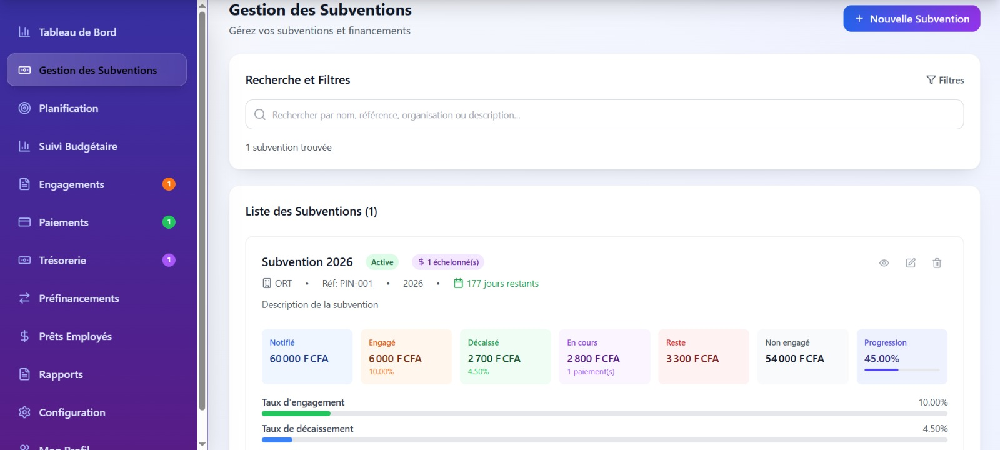 Tableau de Bord
Gestion des Subventions
Planification
Suivi Budgétaire
Engagements 1
Paiements 1
Trésorerie 1
Préfinancements
Prêts Employés
Rapports
Configuration
Mon Profil
Gestion des Subventions
Gérez vos subventions et financements
+ Nouvelle Subvention
Recherche et Filtres
Filtres
Rechercher par nom, référence, organisation ou description...
1 subvention trouvée
Liste des Subventions (1)
Subvention 2026 Active $ 1 échelonné(s)
ORT • Réf: PIN-001 • 2026 • 177 jours restants
Description de la subvention
Notifié
60 000 F CFA
Engagé
6 000 F CFA
10.00%
Décaissé
2 700 F CFA
4.50%
En cours
2 800 F CFA
1 paiement(s)
Reste
3 300 F CFA
Non engagé
54 000 F CFA
Progression
45.00%
Taux d'engagement 10.00%
Taux de décaissement 4.50%